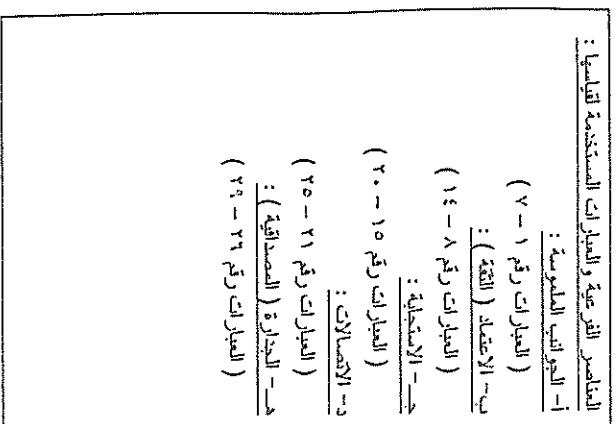 العناصر الفرعية والعبارات المستخدمة لقياسها :
أ- الجوانب الملموسة :
( العبارات رقم ١ – ٧ )
ب- الاعتماد ( الثقة ) :
( العبارات رقم ٨ – ١٤ )
جـ- الاستجابة :
( العبارات رقم ١٥ – ٢٠ )
د- الاتصالات :
( العبارات رقم ٢١ – ٢٥ )
هـ- الجدارة ( المصداقية ) :
( العبارات رقم ٢٦ – ٢٩ )